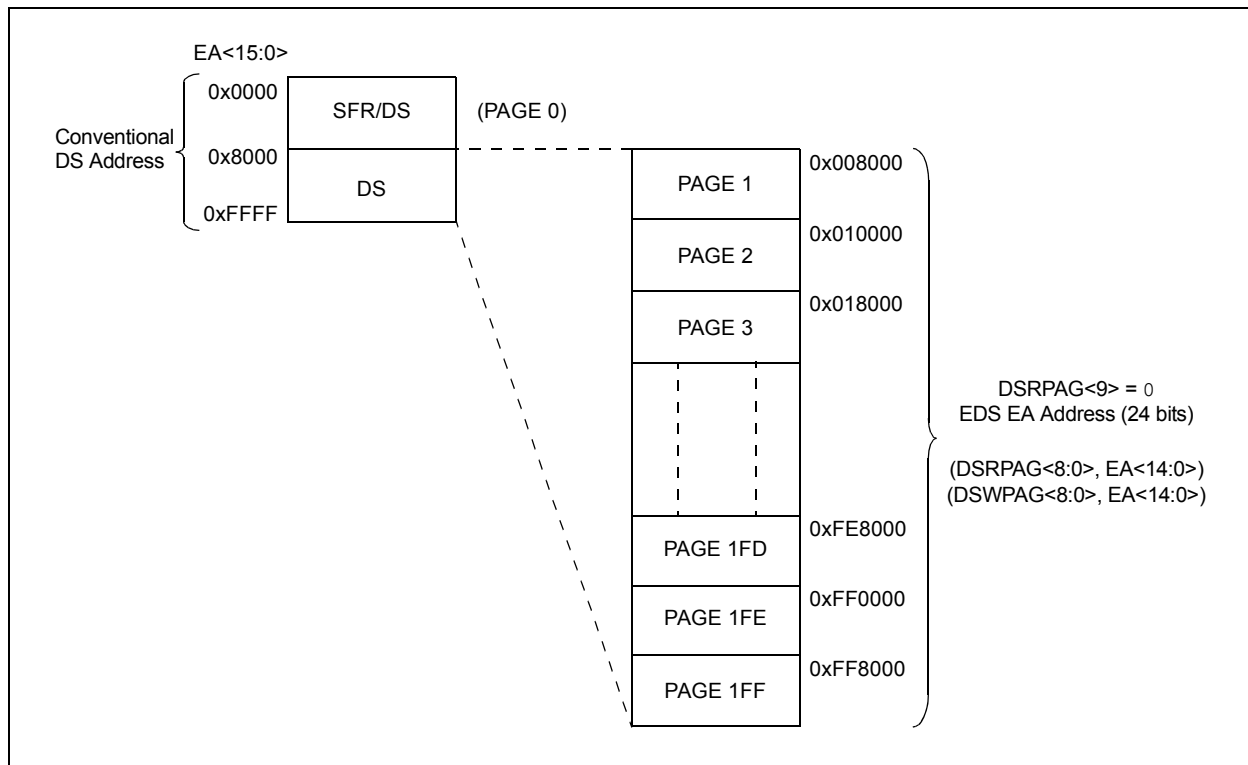 EA<15:0>
0x0000
SFR/DS
(PAGE 0)
Conventional
DS Address
0x8000
DS
0xFFFF
PAGE 1
0x008000
PAGE 2
0x010000
PAGE 3
0x018000
DSRPAG<9> = 0
EDS EA Address (24 bits)
(DSRPAG<8:0>, EA<14:0>)
(DSWPAG<8:0>, EA<14:0>)
PAGE 1FD
0xFE8000
PAGE 1FE
0xFF0000
PAGE 1FF
0xFF8000